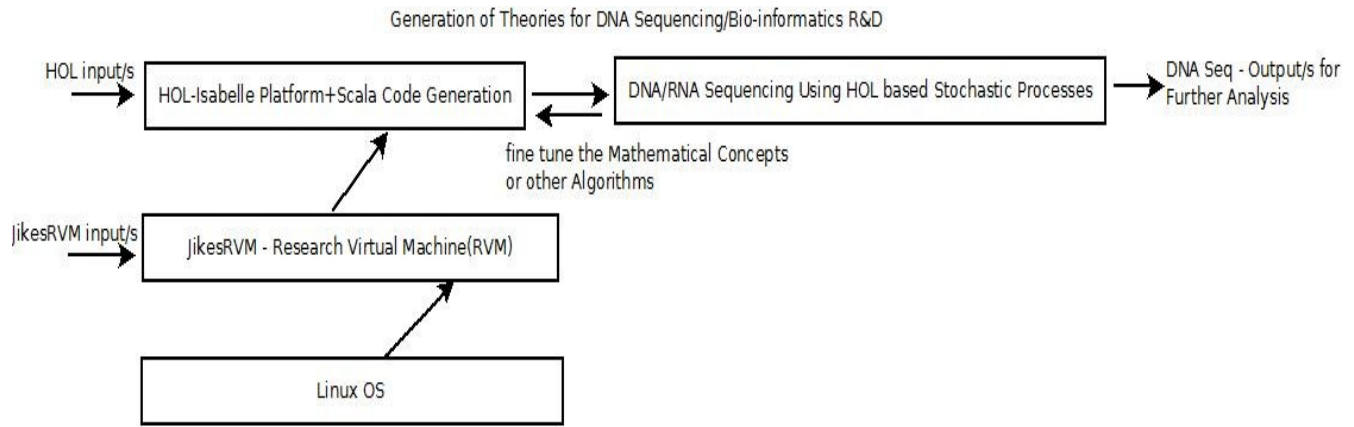 Generation of Theories for DNA Sequencing/Bio-informatics R&D
HOL input/s
HOL-Isabelle Platform+Scala Code Generation
DNA/RNA Sequencing Using HOL based Stochastic Processes
DNA Seq - Output/s for
Further Analysis
fine tune the Mathematical Concepts
or other Algorithms
JikesRVM input/s
JikesRVM - Research Virtual Machine(RVM)
Linux OS